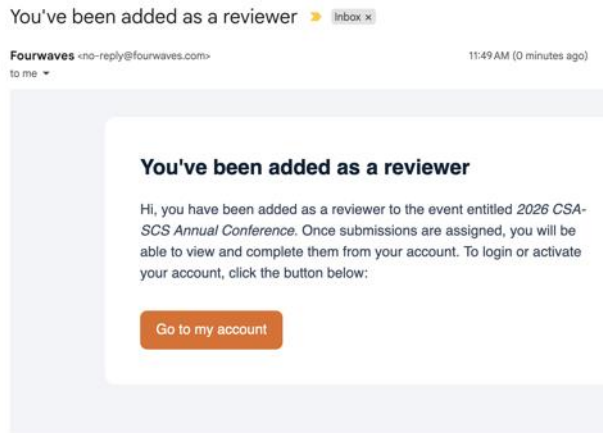 You've been added as a reviewer Inbox ×
Fourwaves <no-reply@fourwaves.com> 11:49 AM (0 minutes ago)
to me
You've been added as a reviewer
Hi, you have been added as a reviewer to the event entitled 2026 CSA-
SCS Annual Conference. Once submissions are assigned, you will be
able to view and complete them from your account. To login or activate
your account, click the button below:
Go to my account